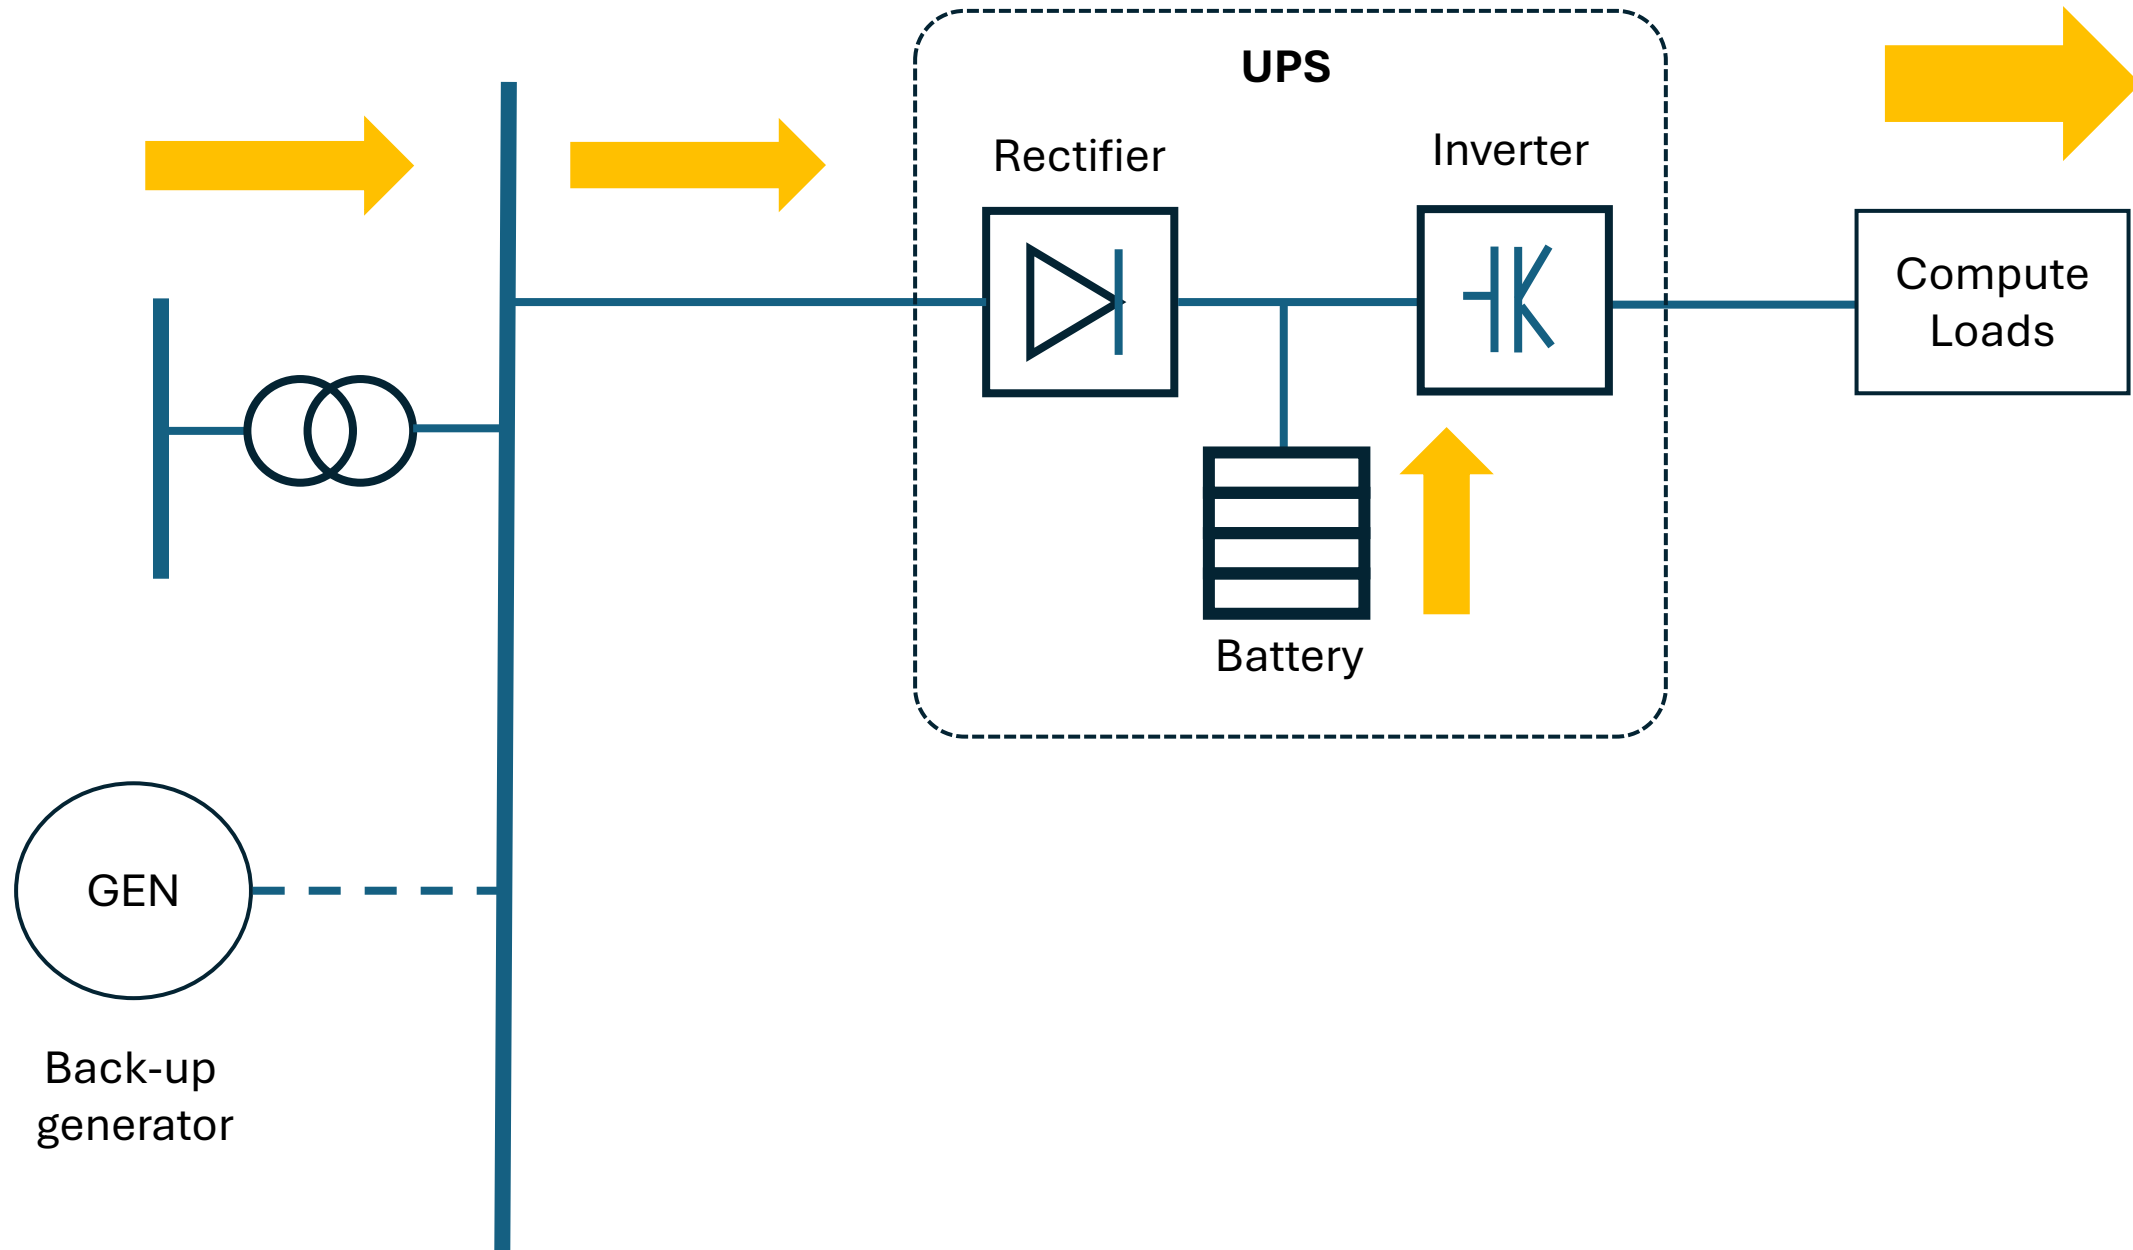 UPS
Rectifier
Inverter
Compute
Loads
Battery
GEN
Back-up
generator